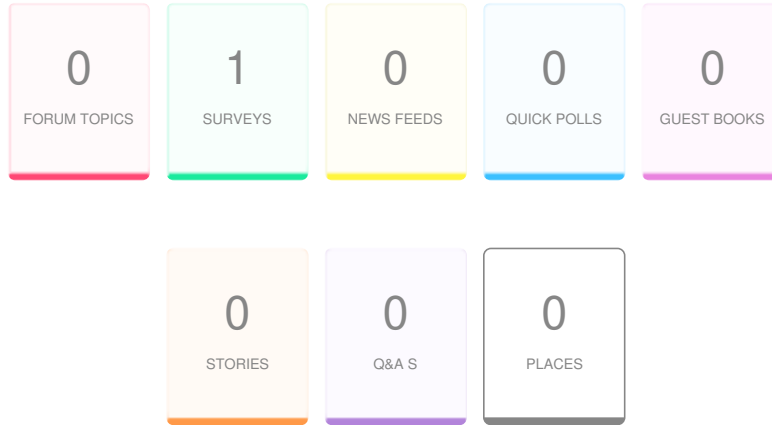 0 1 0 0 0
FORUM TOPICS SURVEYS NEWS FEEDS QUICK POLLS GUEST BOOKS
0 0 0
STORIES Q&A S PLACES